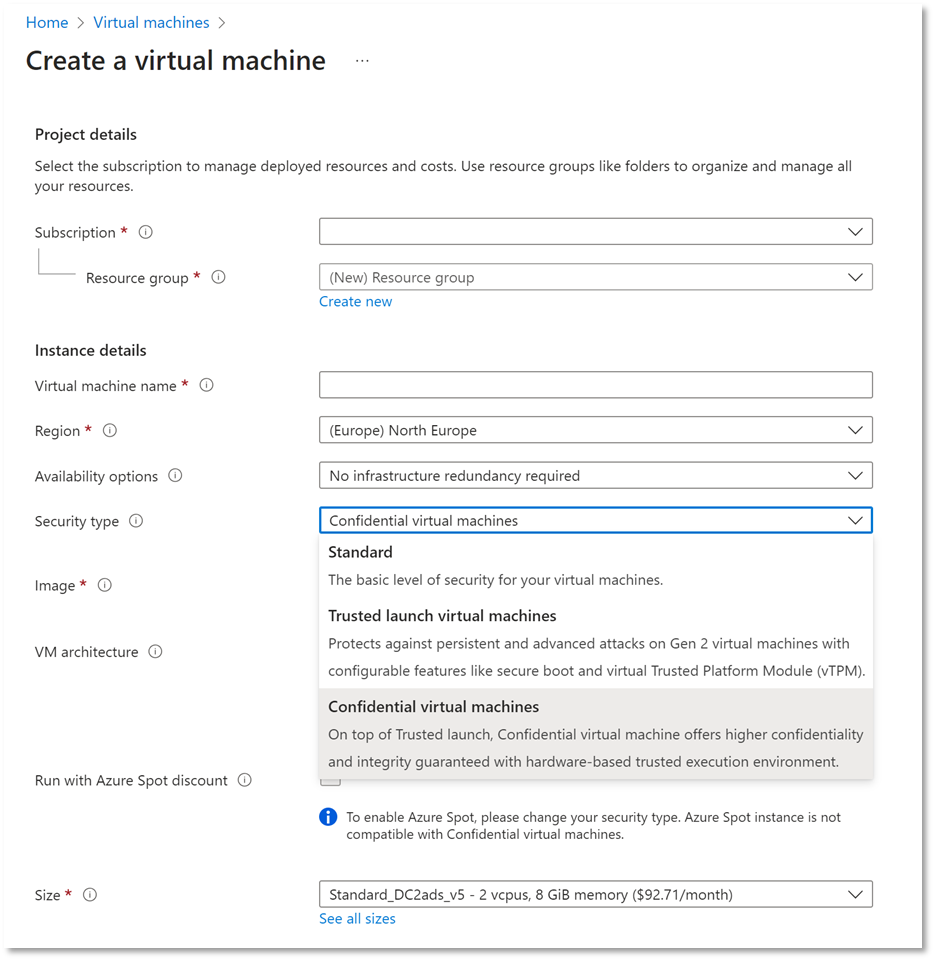 Home > Virtual machines >
Create a virtual machine ...
Project details
Select the subscription to manage deployed resources and costs. Use resource groups like folders to organize and manage all
your resources.
Subscription *
Resource group *
(New) Resource group
Create new
Instance details
Virtual machine name *
Region *
(Europe) North Europe
Availability options
No infrastructure redundancy required
Security type
Confidential virtual machines
Standard
The basic level of security for your virtual machines.
Image *
Trusted launch virtual machines
Protects against persistent and advanced attacks on Gen 2 virtual machines with
VM architecture
configurable features like secure boot and virtual Trusted Platform Module (vTPM).
Confidential virtual machines
On top of Trusted launch, Confidential virtual machine offers higher confidentiality
and integrity guaranteed with hardware-based trusted execution environment.
Run with Azure Spot discount
To enable Azure Spot, please change your security type. Azure Spot instance is not
compatible with Confidential virtual machines.
Size *
Standard_DC2ads_v5 - 2 vcpus, 8 GiB memory ($92.71/month)
See all sizes